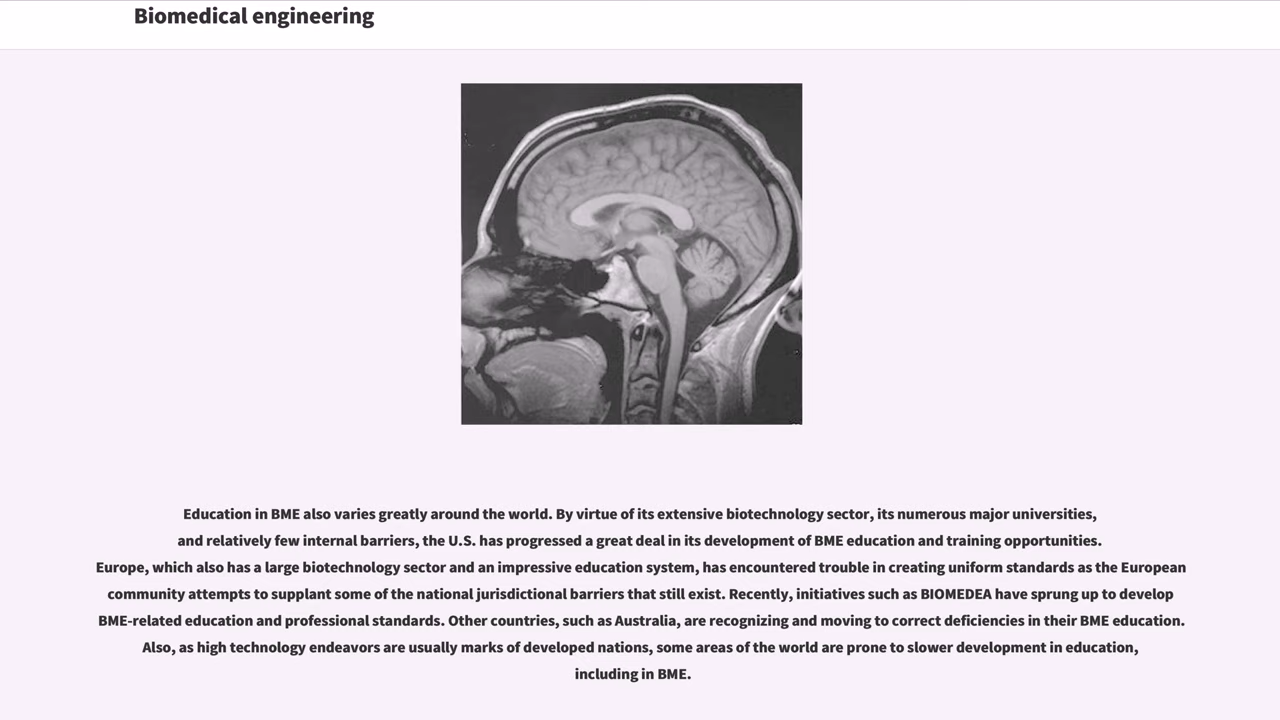 Biomedical engineering
Education in BME also varies greatly around the world. By virtue of its extensive biotechnology sector, its numerous major universities,
and relatively few internal barriers, the U.S. has progressed a great deal in its development of BME education and training opportunities.
Europe, which also has a large biotechnology sector and an impressive education system, has encountered trouble in creating uniform standards as the European
community attempts to supplant some of the national jurisdictional barriers that still exist. Recently, initiatives such as BIOMEDEA have sprung up to develop
BME-related education and professional standards. Other countries, such as Australia, are recognizing and moving to correct deficiencies in their BME education.
Also, as high technology endeavors are usually marks of developed nations, some areas of the world are prone to slower development in education,
including in BME.